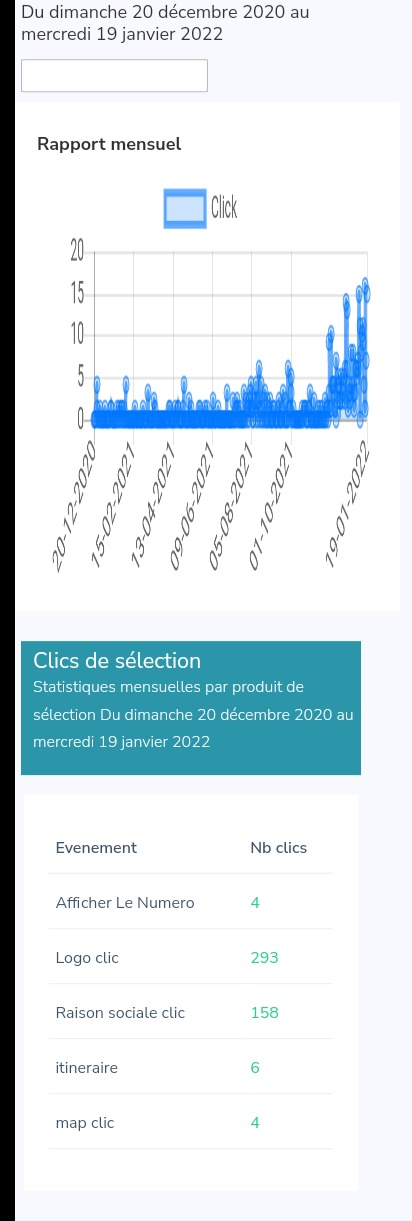 Du dimanche 20 décembre 2020 au
mercredi 19 janvier 2022
Rapport mensuel
Click
20
15
10
5
0
20-12-2020
15-02-2021
13-04-2021
09-06-2021
05-08-2021
01-10-2021
19-01-2022
Clics de sélection
Statistiques mensuelles par produit de
sélection Du dimanche 20 décembre 2020 au
mercredi 19 janvier 2022
Evenement Nb clics
Afficher Le Numero 4
Logo clic 293
Raison sociale clic 158
itineraire 6
map clic 4